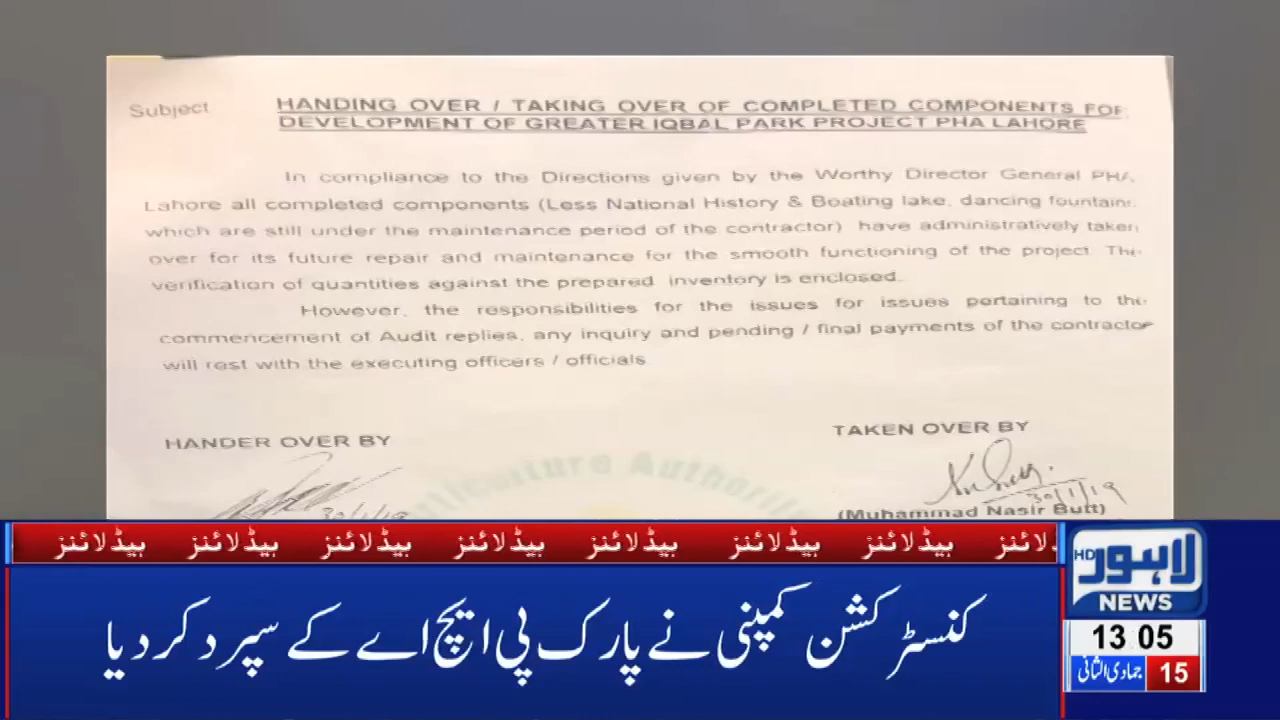 Subject HANDING OVER / TAKING OVER OF COMPLETED COMPONENTS FOR
DEVELOPMENT OF GREATER IQBAL PARK PROJECT PHA LAHORE
In compliance to the Directions given by the Worthy Director General PHA,
Lahore all completed components (Less National History & Boating lake, dancing fountains,
which are still under the maintenance period of the contractor) have administratively taken
over for its future repair and maintenance for the smooth functioning of the project. The
verification of quantities against the prepared inventory is enclosed.
However, the responsibilities for the issues for issues pertaining to the
commencement of Audit replies, any inquiry and pending / final payments of the contractor
will rest with the executing officers / officials
HANDER OVER BY
TAKEN OVER BY
30/1/19
30/1/19
(Muhammad Nasir Butt)
ہیڈلائنز ہیڈلائنز ہیڈلائنز ہیڈلائنز ہیڈلائنز ہیڈلائنز ہیڈلائنز لائنز
کنسٹرکشن کمپنی نے پارک پی ایچ اے کے سپرد کر دیا
لاہور HD
NEWS
13 05
15 جمادی الثانی